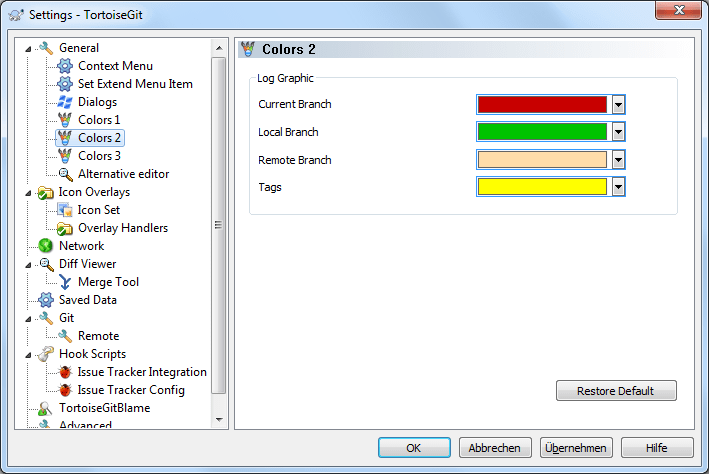 Settings - TortoiseGit
General
Context Menu
Set Extend Menu Item
Dialogs
Colors 1
Colors 2
Colors 3
Alternative editor
Icon Overlays
Icon Set
Overlay Handlers
Network
Diff Viewer
Merge Tool
Saved Data
Git
Remote
Hook Scripts
Issue Tracker Integration
Issue Tracker Config
TortoiseGitBlame
Advanced
Colors 2
Log Graphic
Current Branch
Local Branch
Remote Branch
Tags
Restore Default
OK
Abbrechen
Übernehmen
Hilfe